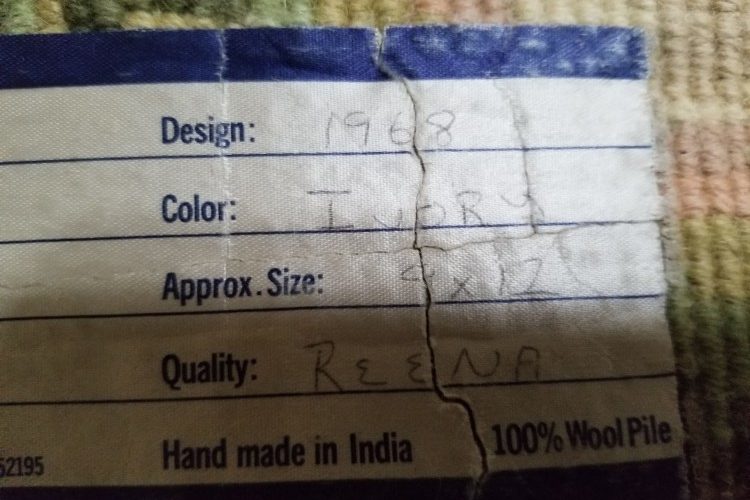 Design: 1968
Color: IVORY
Approx. Size: 9x12
Quality: REENA
52195 Hand made in India 100% Wool Pile